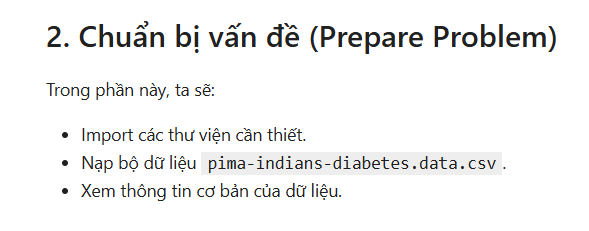 2. Chuẩn bị vấn đề (Prepare Problem)
Trong phần này, ta sẽ:
• Import các thư viện cần thiết.
• Nạp bộ dữ liệu pima-indians-diabetes.data.csv.
• Xem thông tin cơ bản của dữ liệu.